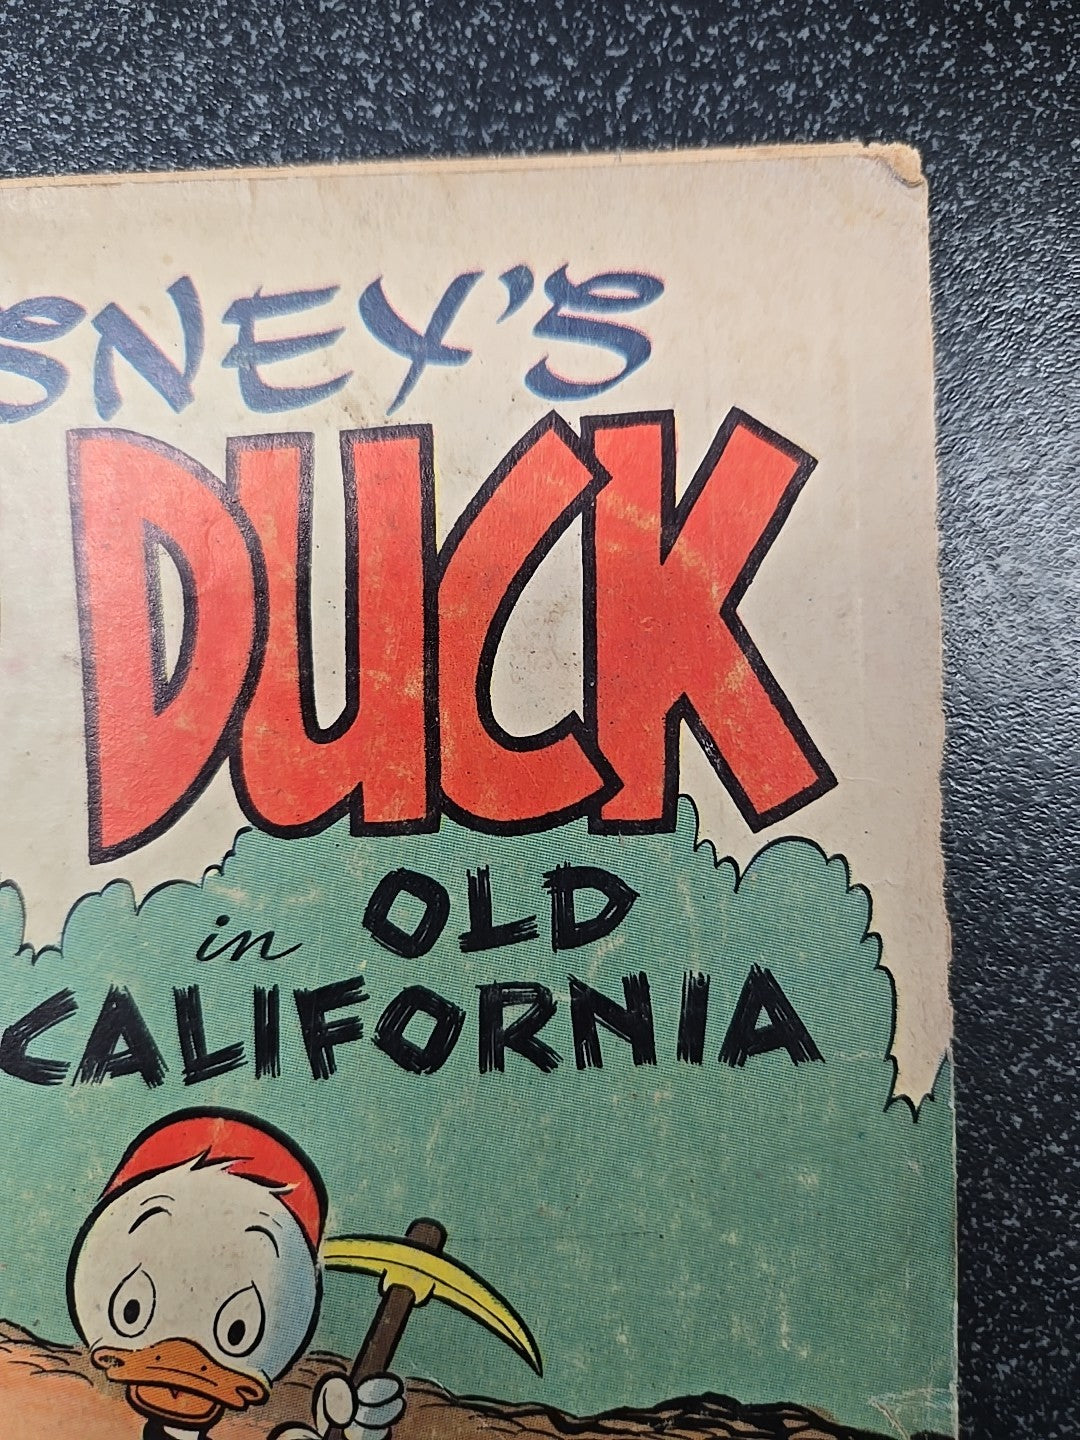 SNEY'S
DUCK
in OLD
CALIFORNIA